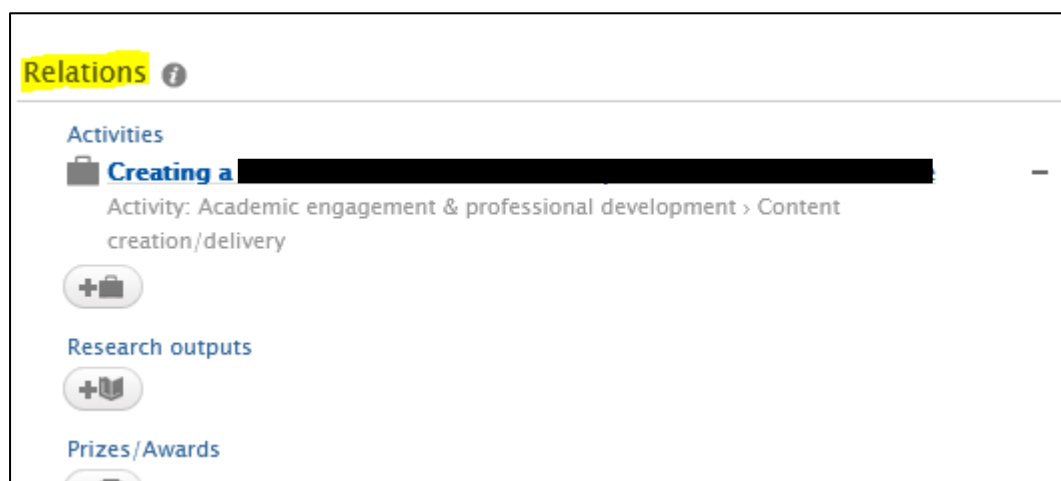 Relations
Activities
Creating a
Activity: Academic engagement & professional development › Content
creation/delivery
Research outputs
Prizes/Awards